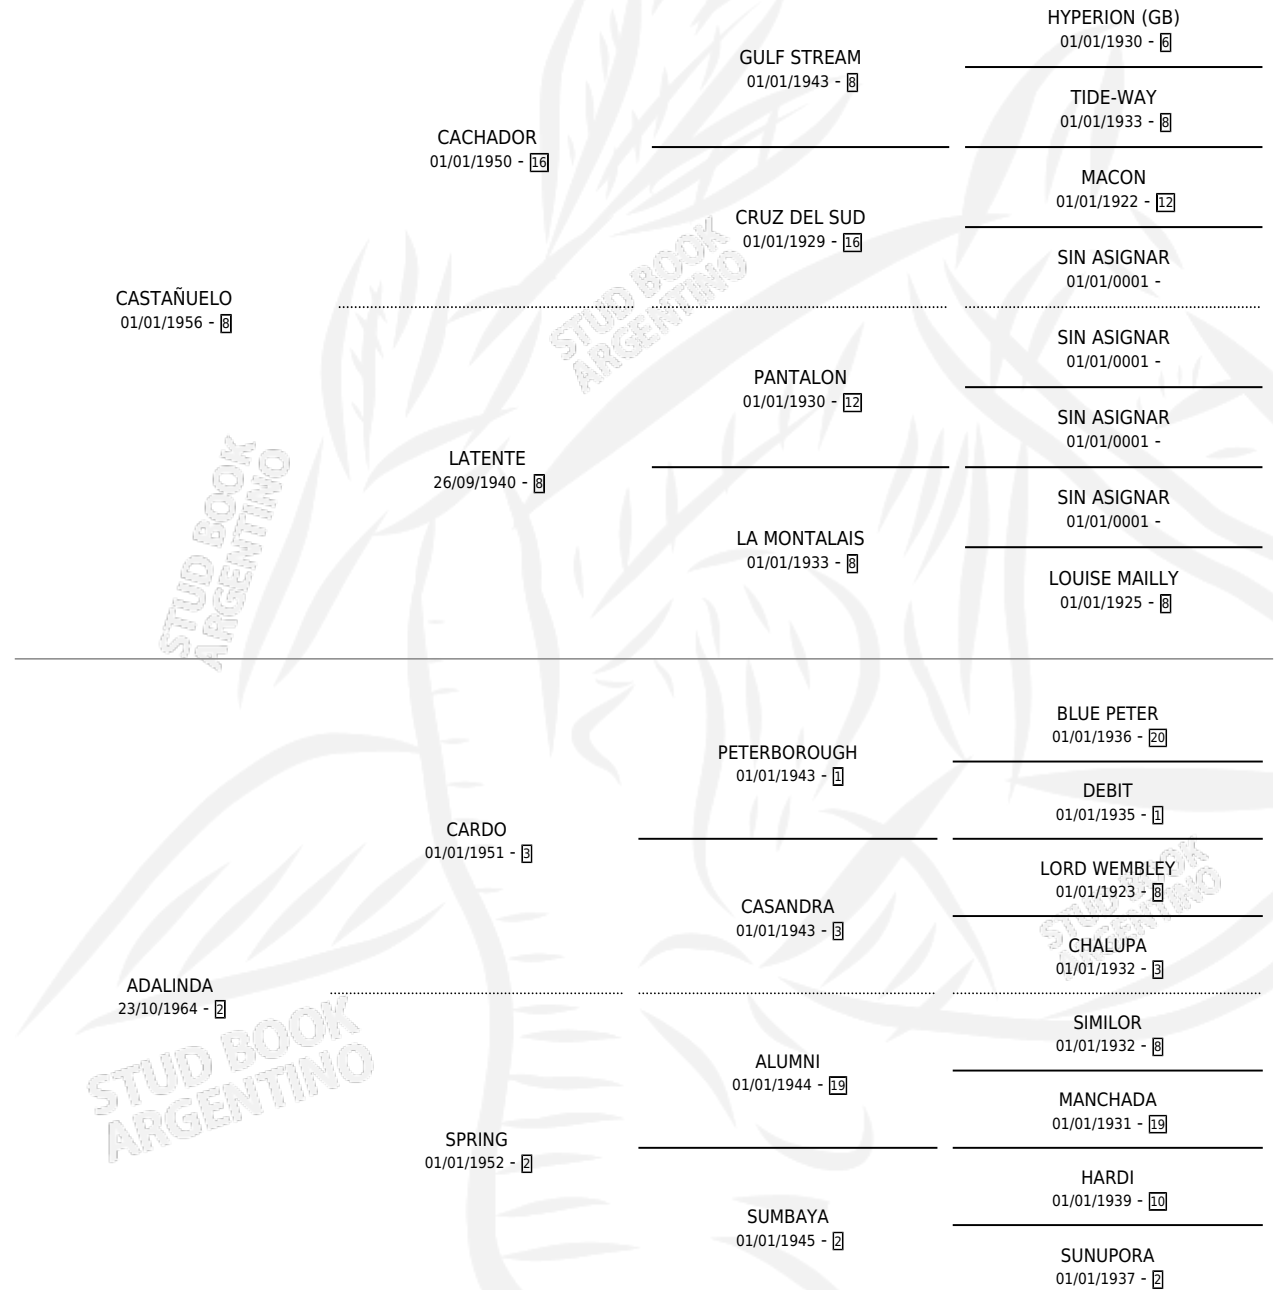 HYPERION (GB)
01/01/1930 - 6
GULF STREAM
01/01/1943 - 8
TIDE-WAY
01/01/1933 - 8
CACHADOR
01/01/1950 - 16
MACON
01/01/1922 - 12
CRUZ DEL SUD
01/01/1929 - 16
SIN ASIGNAR
01/01/0001 -
CASTAÑUELO
01/01/1956 - 8
SIN ASIGNAR
01/01/0001 -
PANTALON
01/01/1930 - 12
SIN ASIGNAR
01/01/0001 -
LATENTE
26/09/1940 - 8
SIN ASIGNAR
01/01/0001 -
LA MONTALAIS
01/01/1933 - 8
LOUISE MAILLY
01/01/1925 - 8
BLUE PETER
01/01/1936 - 20
PETERBOROUGH
01/01/1943 - 1
DEBIT
01/01/1935 - 1
CARDO
01/01/1951 - 3
LORD WEMBLEY
01/01/1923 - 8
CASANDRA
01/01/1943 - 3
CHALUPA
01/01/1932 - 3
ADALINDA
23/10/1964 - 2
SIMILOR
01/01/1932 - 8
ALUMNI
01/01/1944 - 19
MANCHADA
01/01/1931 - 19
SPRING
01/01/1952 - 2
HARDI
01/01/1939 - 10
SUMBAYA
01/01/1945 - 2
SUNUPORA
01/01/1937 - 2
STUD BOOK
ARGENTINO
STUD BOOK
ARGENTINO
STUD BOOK
ARGENTINO
STUD BOOK
ARGENTINO